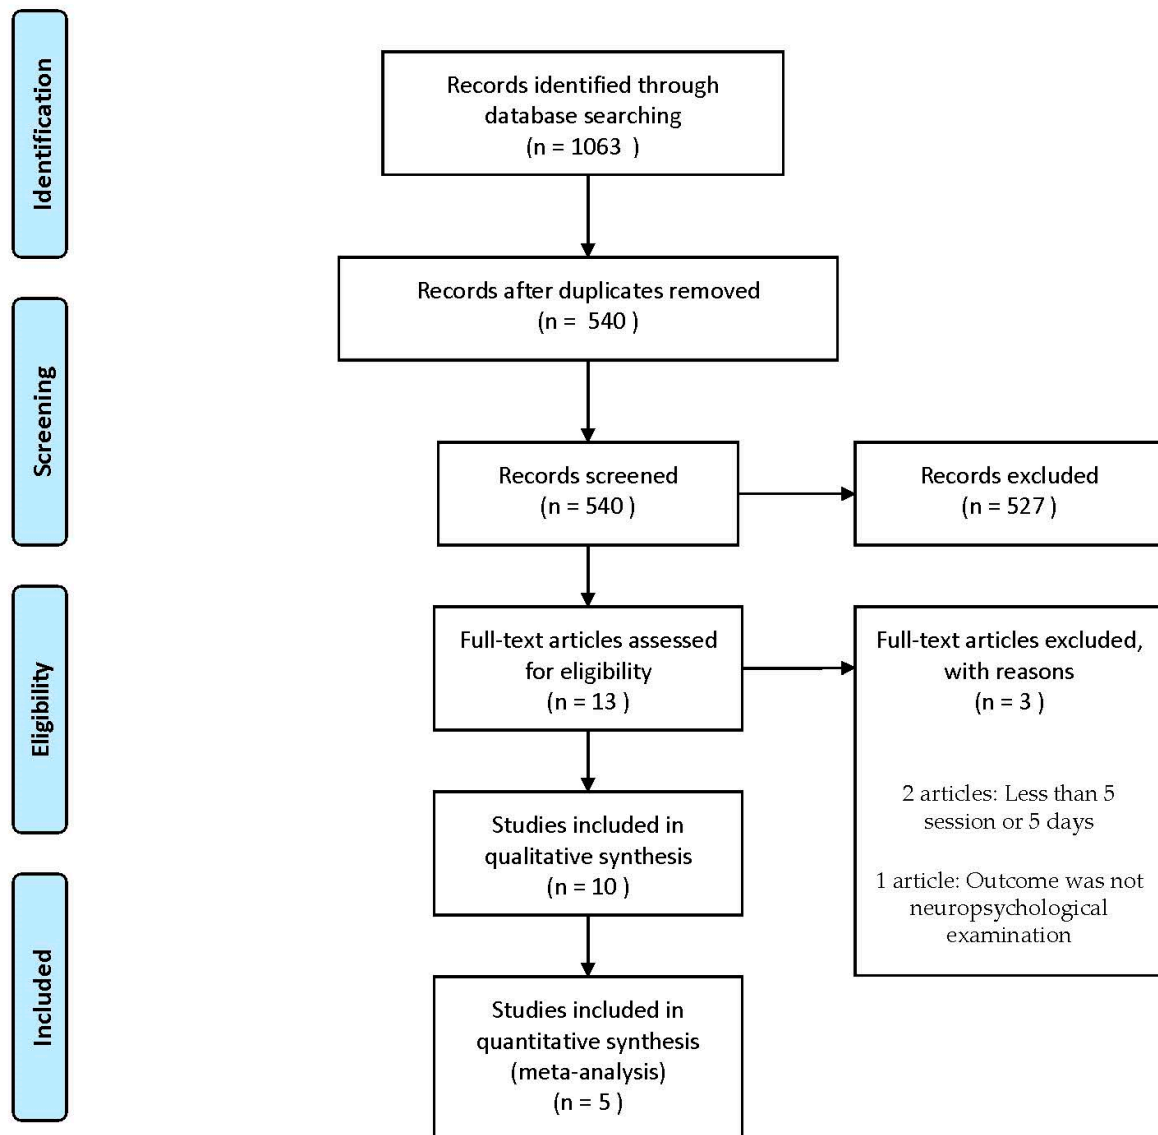 Identification
Records identified through
database searching
(n = 1063 )
Records after duplicates removed
(n = 540 )
Screening
Records screened
(n = 540 )
Records excluded
(n = 527 )
Eligibility
Full-text articles assessed
for eligibility
(n = 13 )
Full-text articles excluded,
with reasons
(n = 3 )
2 articles: Less than 5
session or 5 days
1 article: Outcome was not
neuropsychological
examination
Studies included in
qualitative synthesis
(n = 10 )
Included
Studies included in
quantitative synthesis
(meta-analysis)
(n = 5 )